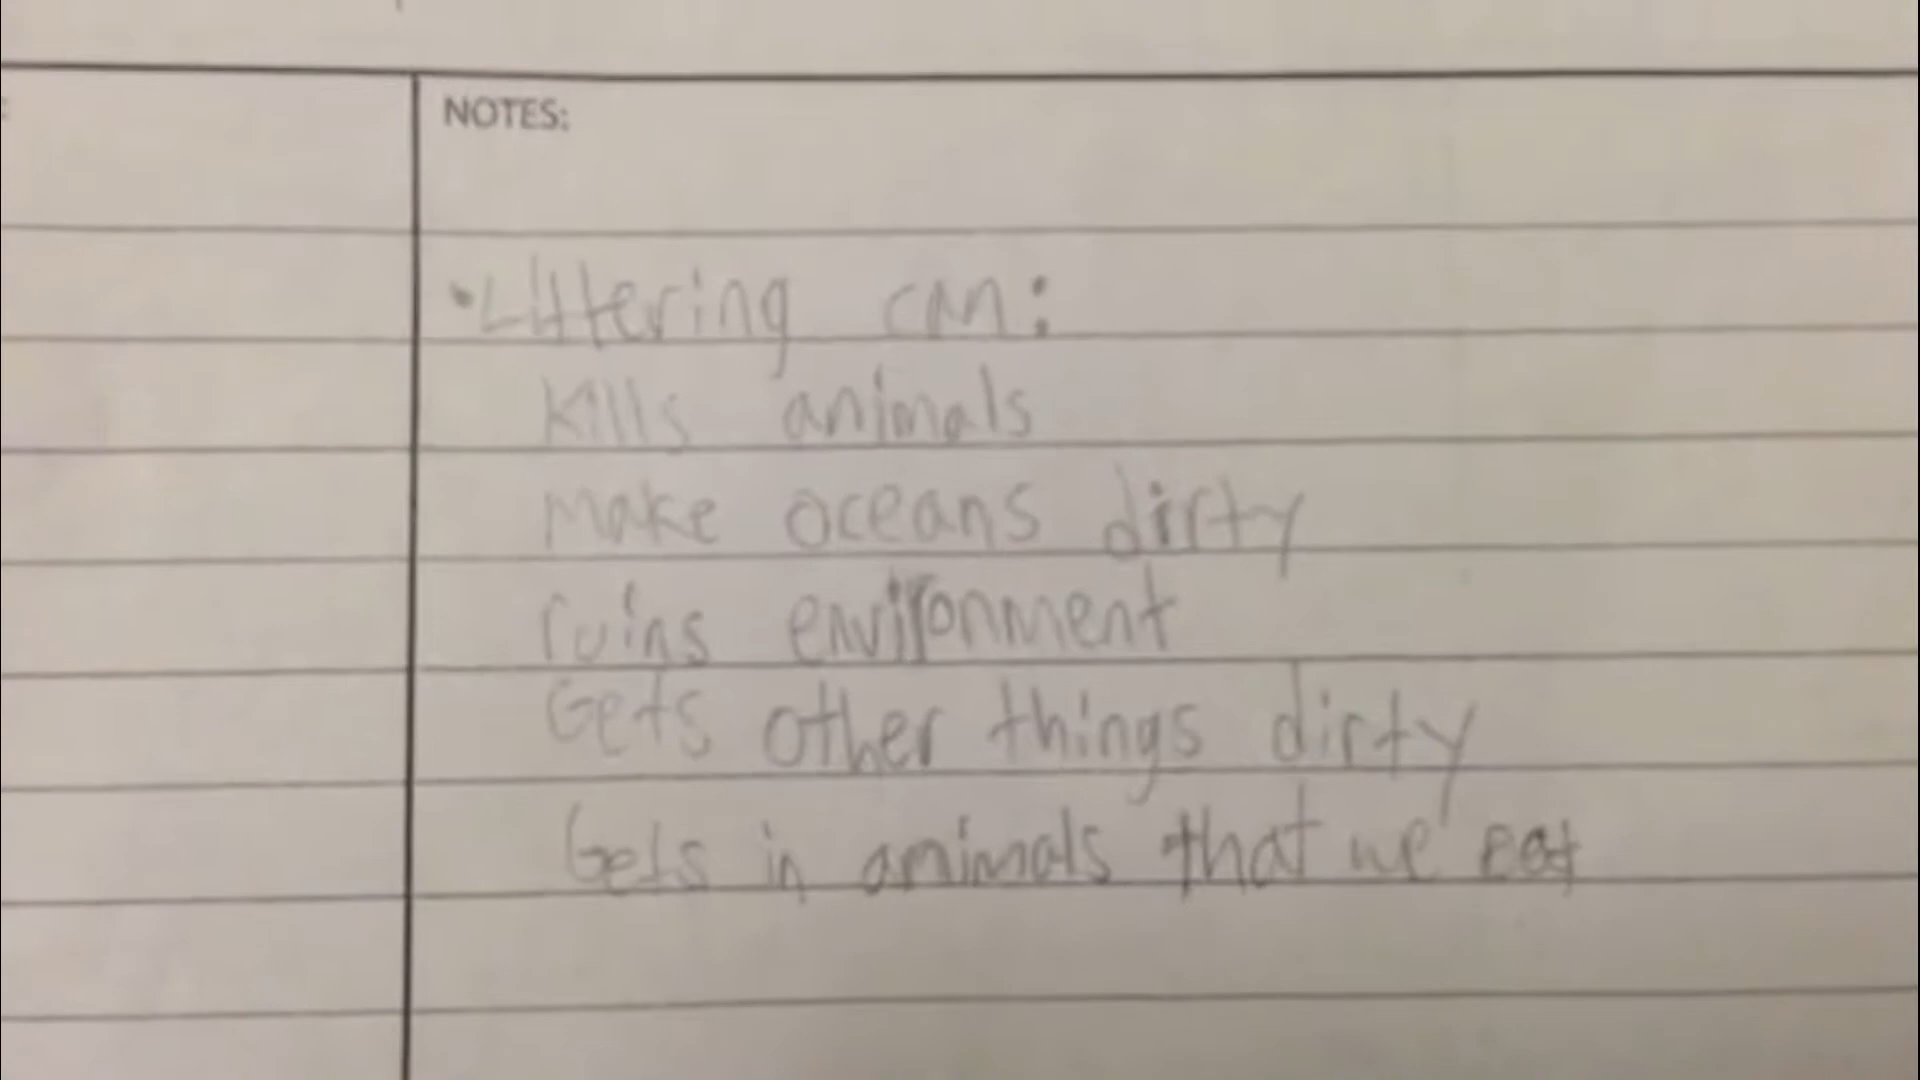 NOTES:
•Littering can:
kills animals
make oceans dirty
ruins environment
Gets other things dirty
Gets in animals that we eat